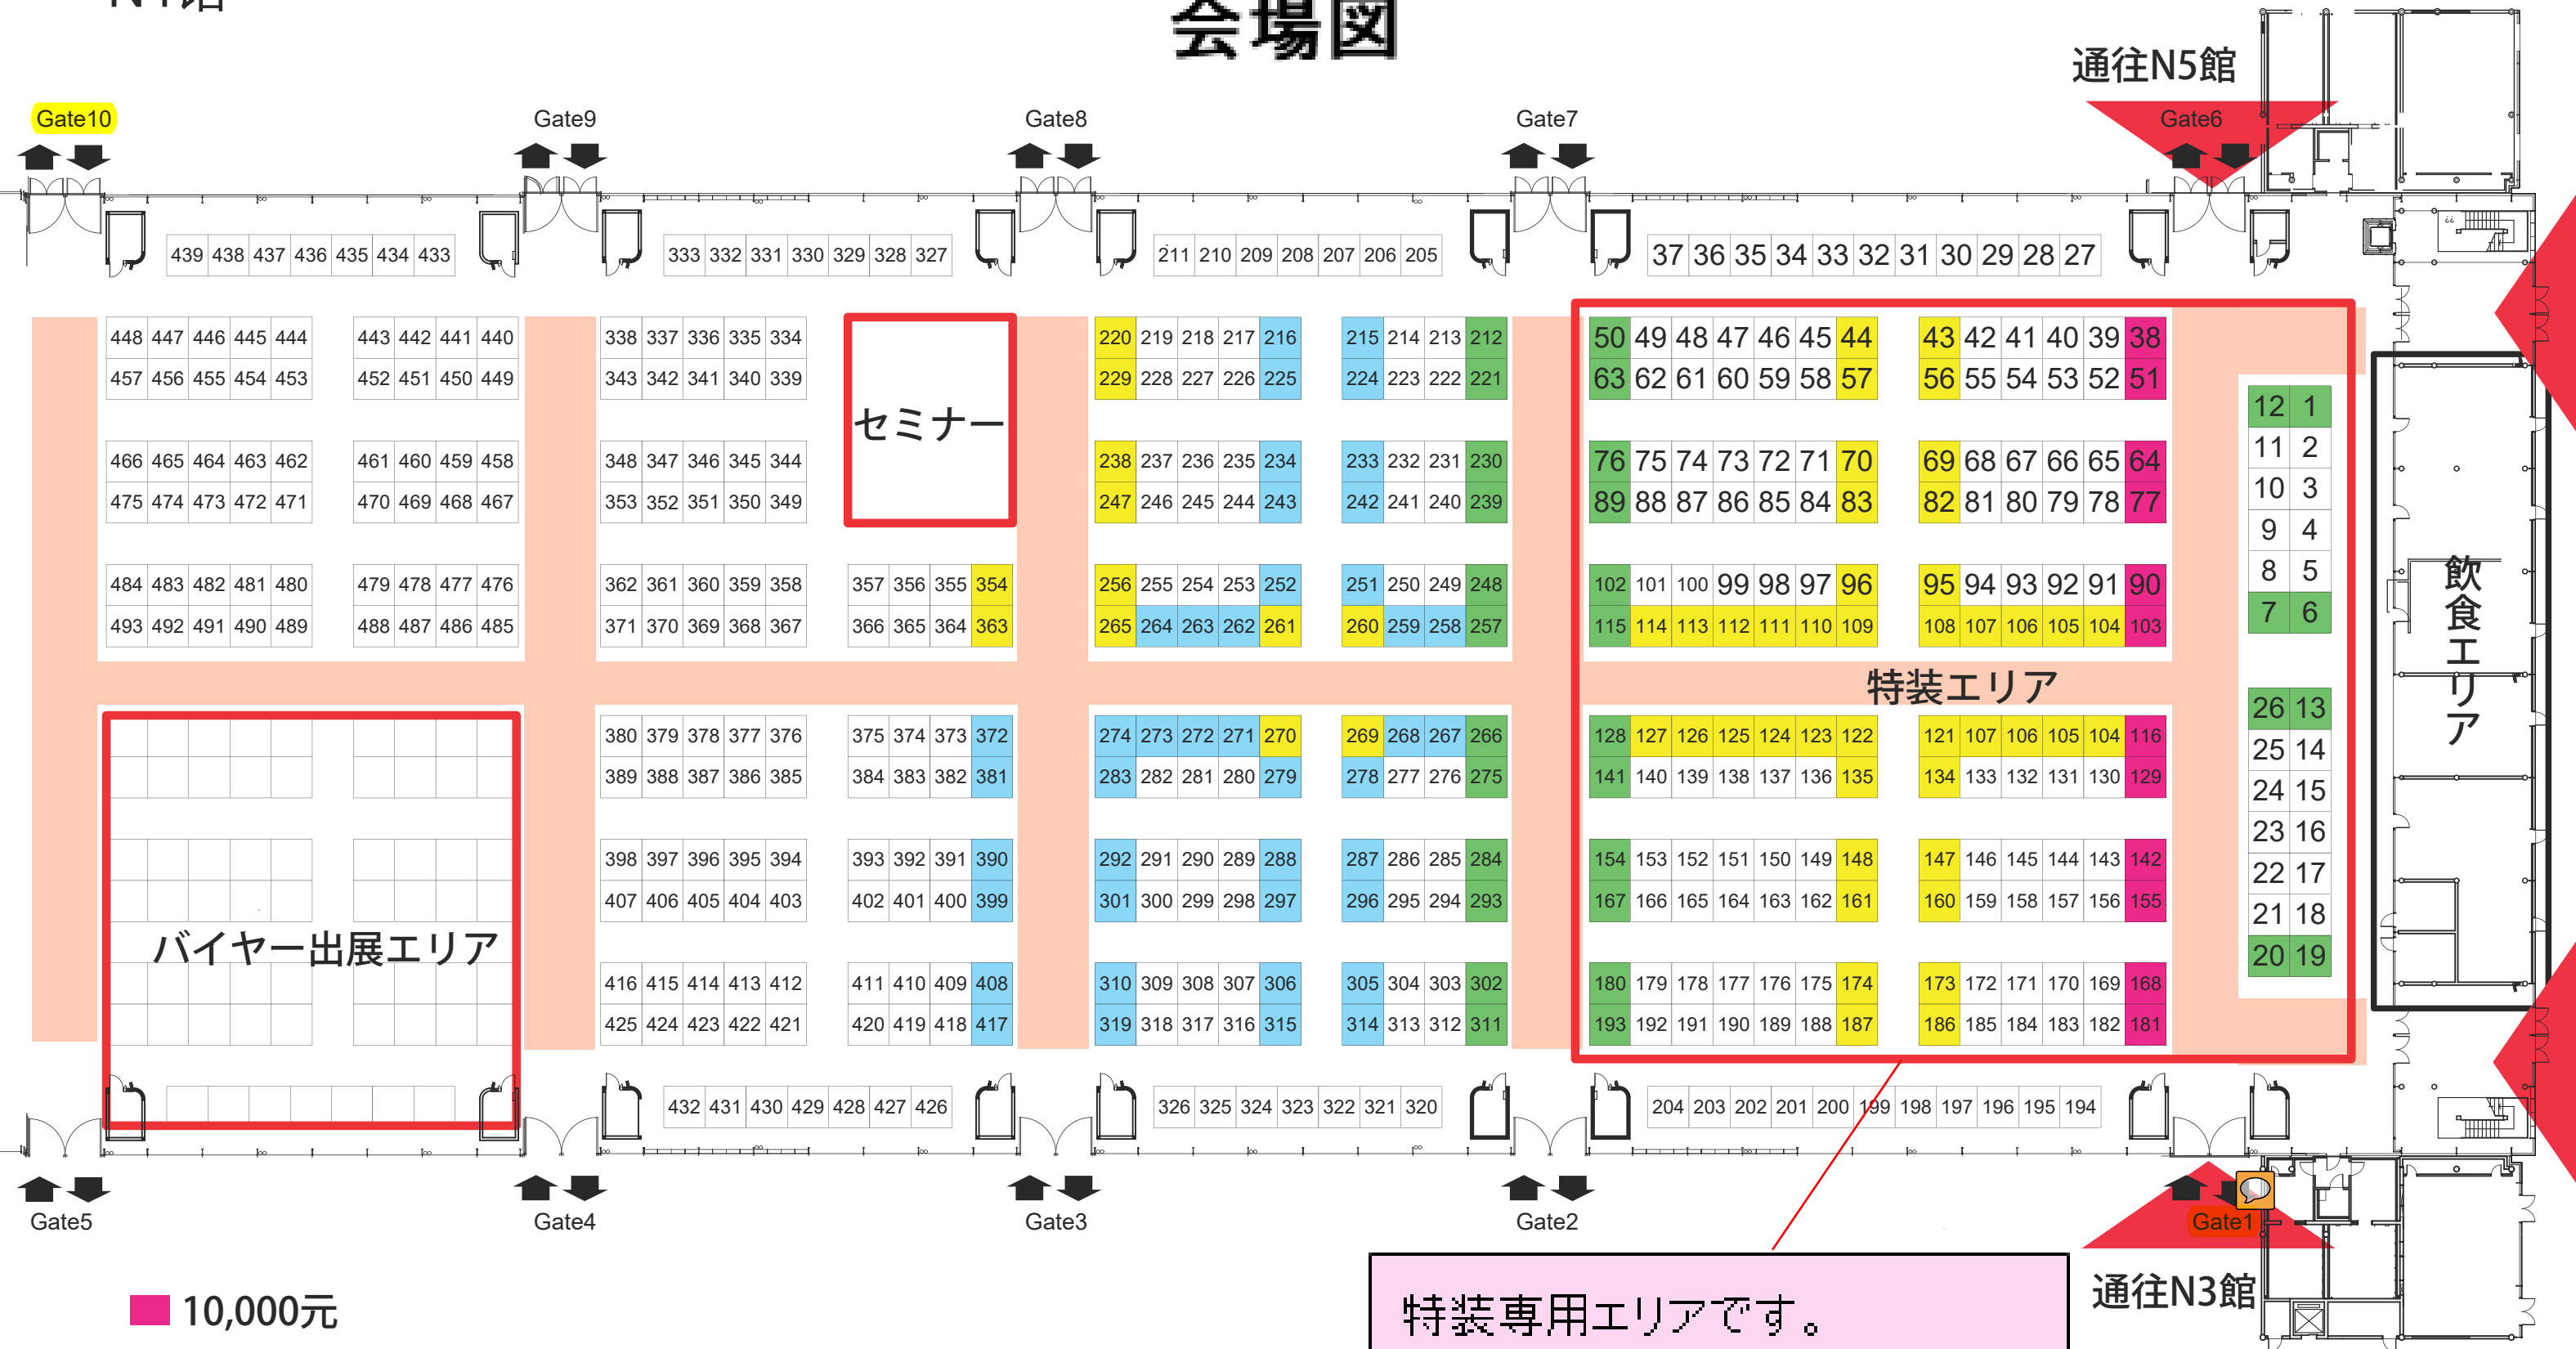 会場図
通往N5館
Gate10 Gate9 Gate8 Gate7 Gate6
439 438 437 436 435 434 433 333 332 331 330 329 328 327 211 210 209 208 207 206 205 37 36 35 34 33 32 31 30 29 28 27
448 447 446 445 444 443 442 441 440 338 337 336 335 334 220 219 218 217 216 215 214 213 212 50 49 48 47 46 45 44 43 42 41 40 39 38
457 456 455 454 453 452 451 450 449 343 342 341 340 339 229 228 227 226 225 224 223 222 221 63 62 61 60 59 58 57 56 55 54 53 52 51
12 1
セミナー
11 2
466 465 464 463 462 461 460 459 458 348 347 346 345 344 238 237 236 235 234 233 232 231 230 76 75 74 73 72 71 70 69 68 67 66 65 64
10 3
475 474 473 472 471 470 469 468 467 353 352 351 350 349 247 246 245 244 243 242 241 240 239 89 88 87 86 85 84 83 82 81 80 79 78 77
9 4
8 5
484 483 482 481 480 479 478 477 476 362 361 360 359 358 357 356 355 354 256 255 254 253 252 251 250 249 248 102 101 100 99 98 97 96 95 94 93 92 91 90
7 6
493 492 491 490 489 488 487 486 485 371 370 369 368 367 366 365 364 363 265 264 263 262 261 260 259 258 257 115 114 113 112 111 110 109 108 107 106 105 104 103
飲食エリア
特装エリア
26 13
380 379 378 377 376 375 374 373 372 274 273 272 271 270 269 268 267 266 128 127 126 125 124 123 122 121 107 106 105 104 116
25 14
389 388 387 386 385 384 383 382 381 283 282 281 280 279 278 277 276 275 141 140 139 138 137 136 135 134 133 132 131 130 129
24 15
23 16
398 397 396 395 394 393 392 391 390 292 291 290 289 288 287 286 285 284 154 153 152 151 150 149 148 147 146 145 144 143 142
22 17
407 406 405 404 403 402 401 400 399 301 300 299 298 297 296 295 294 293 167 166 165 164 163 162 161 160 159 158 157 156 155
21 18
バイヤー出展エリア
20 19
416 415 414 413 412 411 410 409 408 310 309 308 307 306 305 304 303 302 180 179 178 177 176 175 174 173 172 171 170 169 168
425 424 423 422 421 420 419 418 417 319 318 317 316 315 314 313 312 311 193 192 191 190 189 188 187 186 185 184 183 182 181
432 431 430 429 428 427 426 326 325 324 323 322 321 320 204 203 202 201 200 199 198 197 196 195 194
Gate5 Gate4 Gate3 Gate2 Gate1
通往N3館
10,000元
特装専用エリアです。